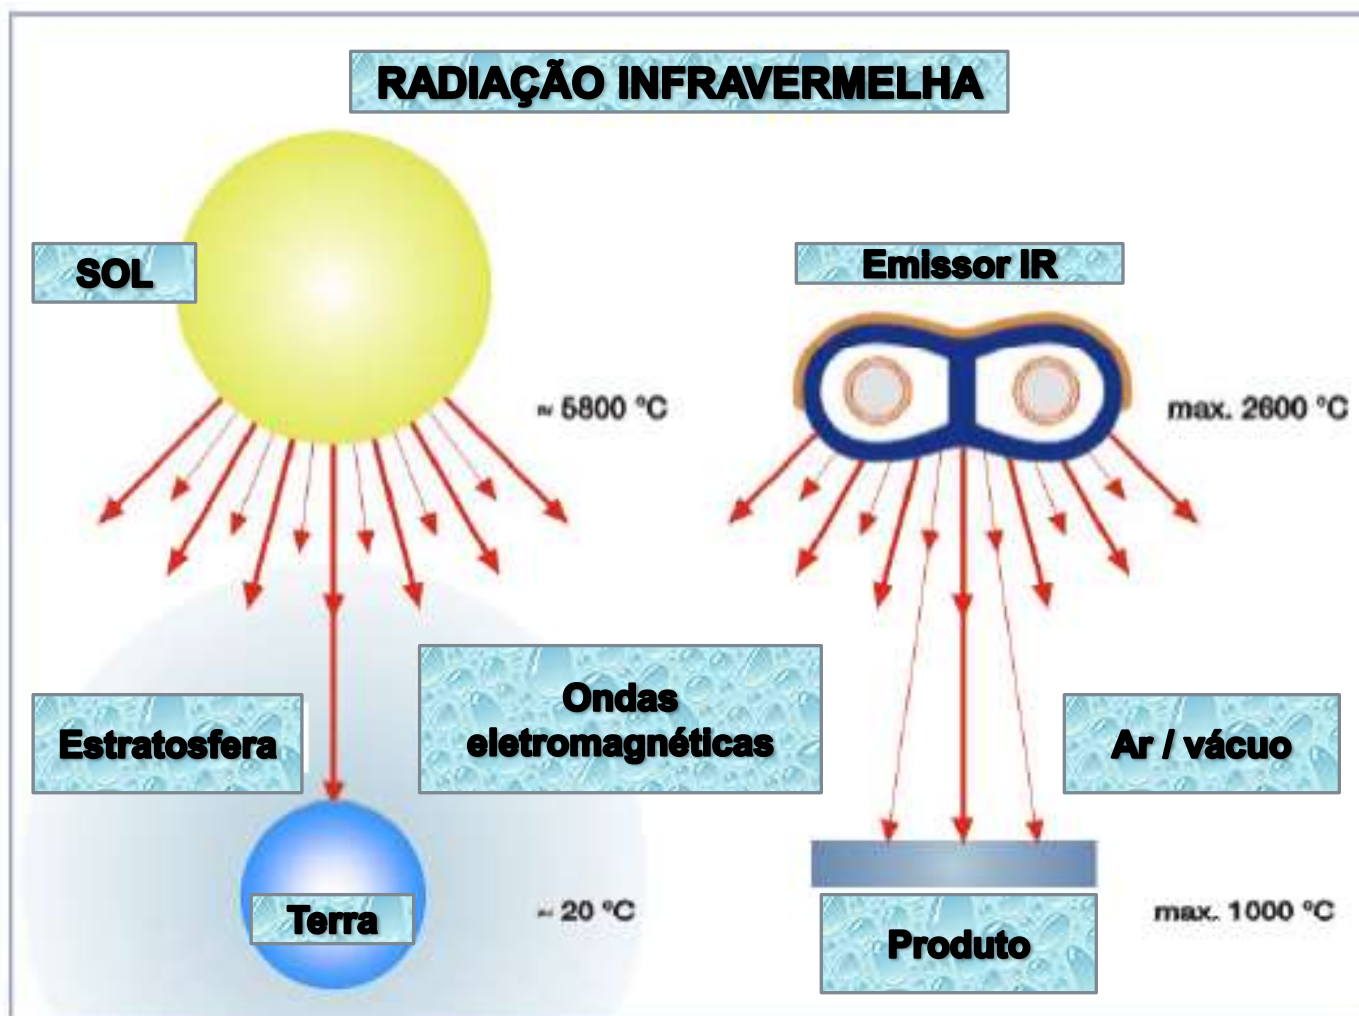 RADIAÇÃO INFRAVERMELHA
SOL
Emissor IR
≈ 5800 °C
max. 2600 °C
Ondas
eletromagnéticas
Estratosfera
Ar / vácuo
Terra
≈ 20 °C
Produto
max. 1000 °C